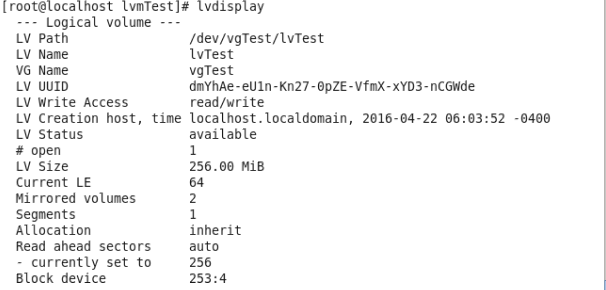 [root@localhost lvmTest]# lvdisplay
--- Logical volume ---
LV Path /dev/vgTest/lvTest
LV Name lvTest
VG Name vgTest
LV UUID dmYhAe-eU1n-Kn27-0pZE-VfmX-xYD3-nCGWde
LV Write Access read/write
LV Creation host, time localhost.localdomain, 2016-04-22 06:03:52 -0400
LV Status available
# open 1
LV Size 256.00 MiB
Current LE 64
Mirrored volumes 2
Segments 1
Allocation inherit
Read ahead sectors auto
- currently set to 256
Block device 253:4